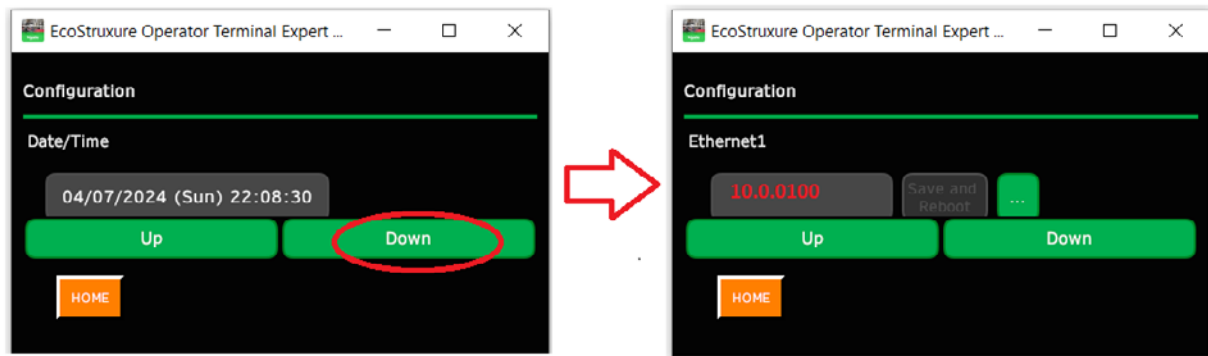 EcoStruxure Operator Terminal Expert ...
Configuration
Date/Time
04/07/2024 (Sun) 22:08:30
Up
Down
HOME
EcoStruxure Operator Terminal Expert ...
Configuration
Ethernet1
10.0.0100
Save and
Reboot
...
Up
Down
HOME